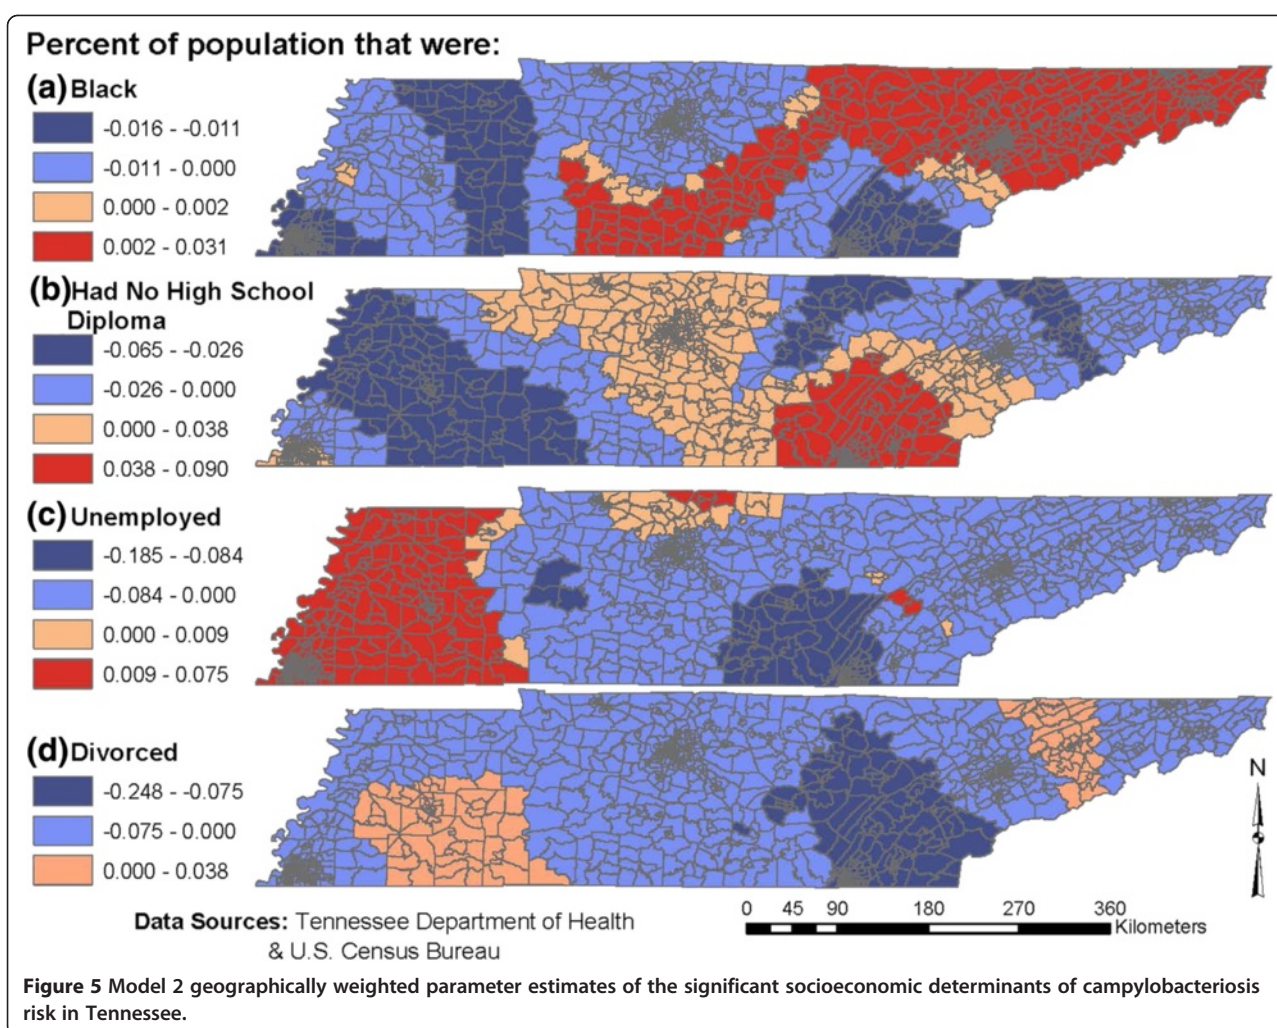 Percent of population that were:
(a) Black
-0.016 - -0.011
-0.011 - 0.000
0.000 - 0.002
0.002 - 0.031
(b) Had No High School
Diploma
-0.065 - -0.026
-0.026 - 0.000
0.000 - 0.038
0.038 - 0.090
(c) Unemployed
-0.185 - -0.084
-0.084 - 0.000
0.000 - 0.009
0.009 - 0.075
(d) Divorced
-0.248 - -0.075
-0.075 - 0.000
0.000 - 0.038
N
Data Sources: Tennessee Department of Health
& U.S. Census Bureau
0 45 90 180 270 360
Kilometers
Figure 5 Model 2 geographically weighted parameter estimates of the significant socioeconomic determinants of campylobacteriosis
risk in Tennessee.